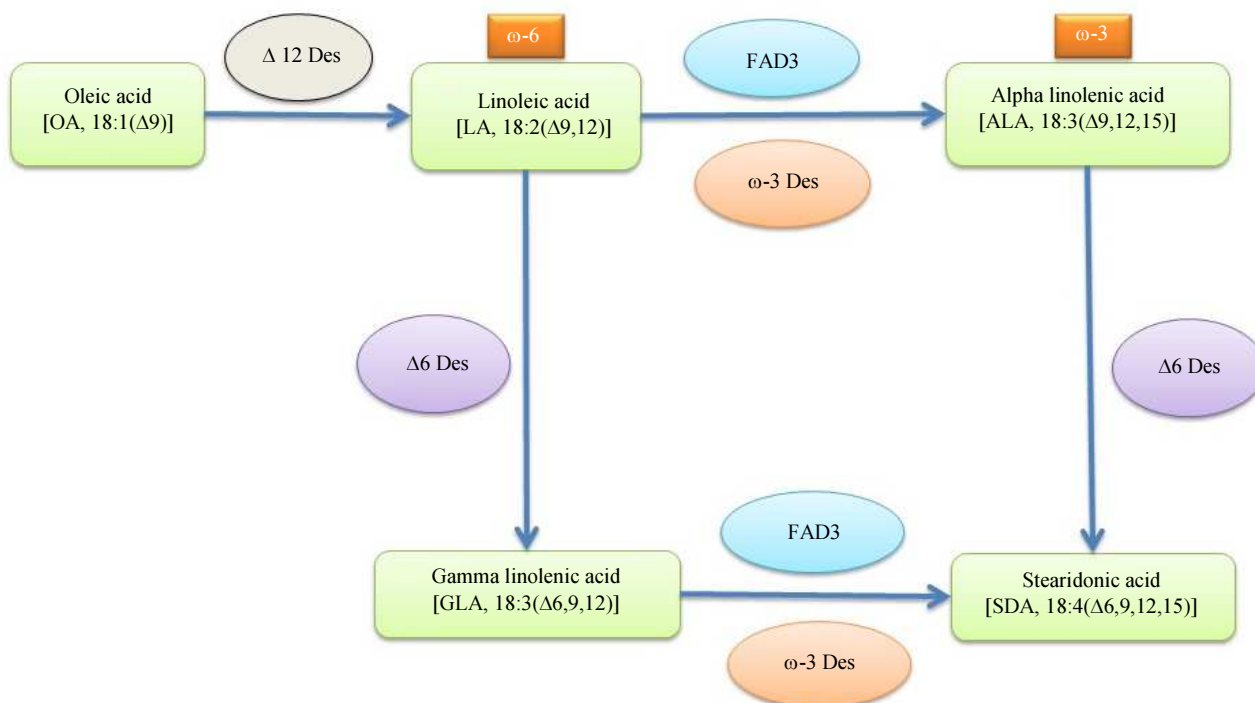 Δ 12 Des
ω-6
FAD3
ω-3
Oleic acid
[OA, 18:1(Δ9)]
Linoleic acid
[LA, 18:2(Δ9,12)]
Alpha linolenic acid
[ALA, 18:3(Δ9,12,15)]
ω-3 Des
Δ6 Des
Δ6 Des
FAD3
Gamma linolenic acid
[GLA, 18:3(Δ6,9,12)]
Stearidonic acid
[SDA, 18:4(Δ6,9,12,15)]
ω-3 Des